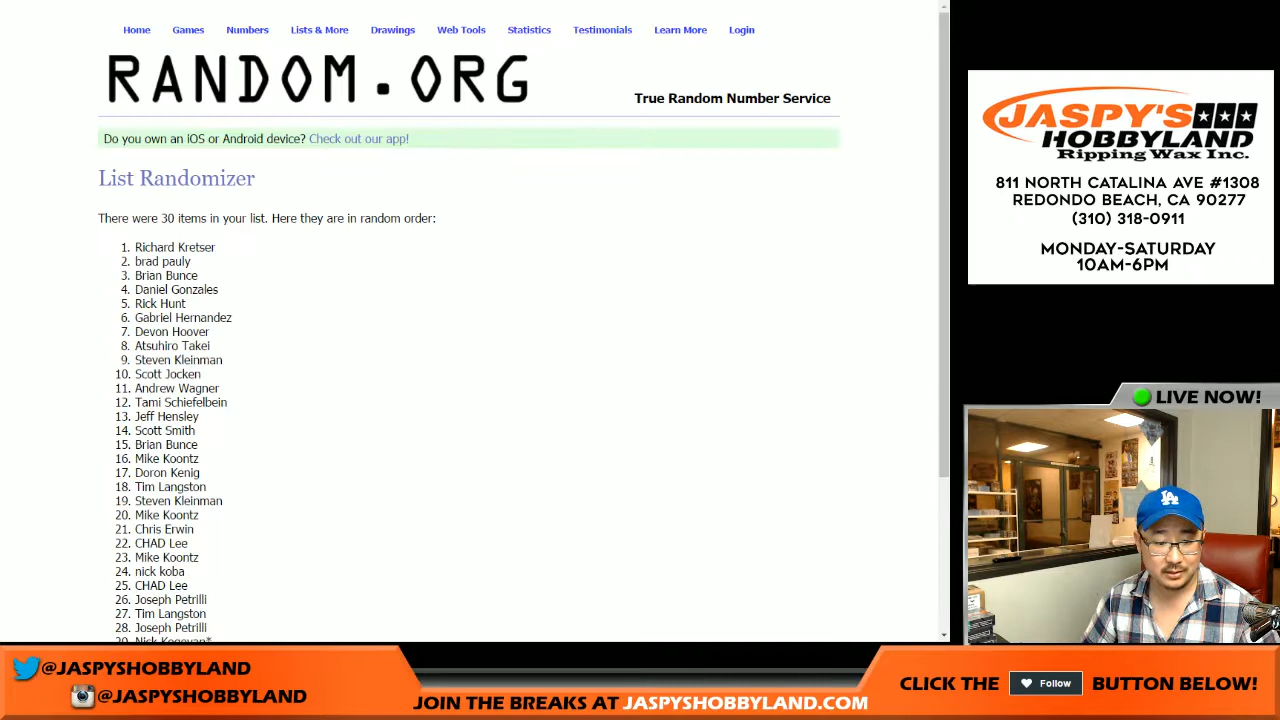 Home Games Numbers Lists & More Drawings Web Tools Statistics Testimonials Learn More Login
RANDOM.ORG
True Random Number Service
Do you own an iOS or Android device? Check out our app!
List Randomizer
There were 30 items in your list. Here they are in random order:
1. Richard Kretser
2. brad pauly
3. Brian Bunce
4. Daniel Gonzales
5. Rick Hunt
6. Gabriel Hernandez
7. Devon Hoover
8. Atsuhiro Takei
9. Steven Kleinman
10. Scott Jocken
11. Andrew Wagner
12. Tami Schiefelbein
13. Jeff Hensley
14. Scott Smith
15. Brian Bunce
16. Mike Koontz
17. Doron Kenig
18. Tim Langston
19. Steven Kleinman
20. Mike Koontz
21. Chris Erwin
22. CHAD Lee
23. Mike Koontz
24. nick koba
25. CHAD Lee
26. Joseph Petrilli
27. Tim Langston
28. Joseph Petrilli
JASPY'S
HOBBYLAND
Ripping Wax Inc.
811 NORTH CATALINA AVE #1308
REDONDO BEACH, CA 90277
(310) 318-0911
MONDAY-SATURDAY
10AM-6PM
LIVE NOW!
LA
@JASPYSHOBBYLAND
@JASPYSHOBBYLAND
JOIN THE BREAKS AT JASPYSHOBBYLAND.COM
CLICK THE Follow BUTTON BELOW!